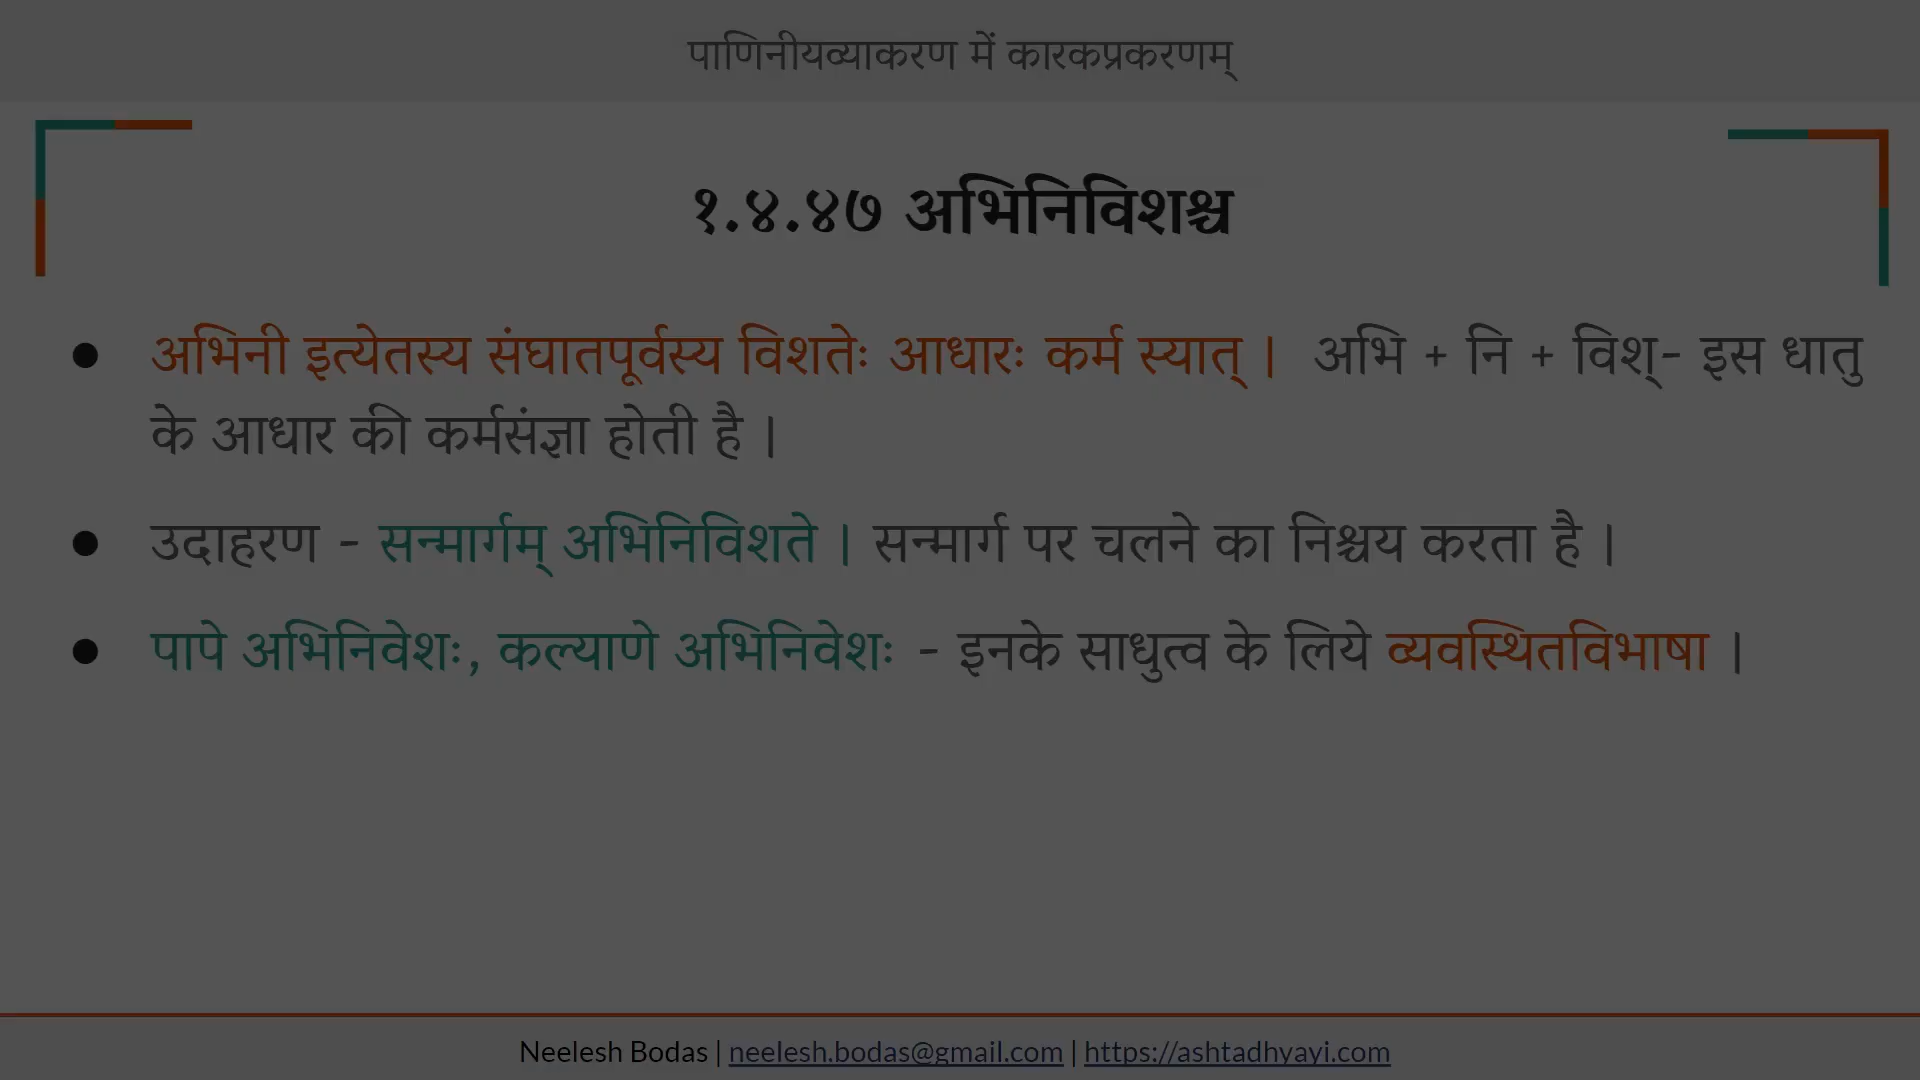 पाणिनीयव्याकरण में कारकप्रकरणम्
१.४.४७ अभिनिविशश्च
● अभिनी इत्येतस्य संघातपूर्वस्य विशतेः आधारः कर्म स्यात् । अभि + नि + विश्- इस धातु
के आधार की कर्मसंज्ञा होती है ।
● उदाहरण - सन्मार्गम् अभिनिविशते । सन्मार्ग पर चलने का निश्चय करता है ।
● पापे अभिनिवेशः, कल्याणे अभिनिवेशः - इनके साधुत्व के लिये व्यवस्थितविभाषा ।
Neelesh Bodas | neelesh.bodas@gmail.com | https://ashtadhyayi.com